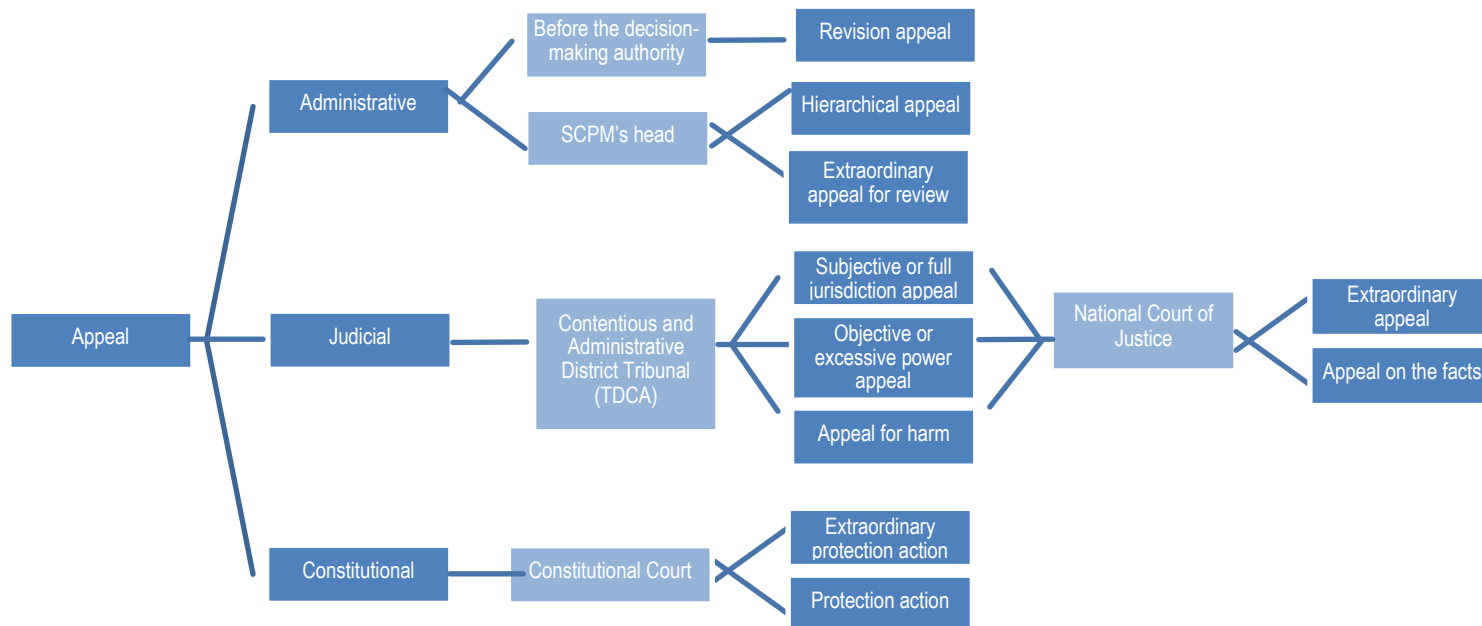 Appeal
Administrative
Before the decision-
making authority
Revision appeal
SCPM's head
Hierarchical appeal
Extraordinary
appeal for review
Judicial
Contentious and
Administrative
District Tribunal
(TDCA)
Subjective or full
jurisdiction appeal
Objective or
excessive power
appeal
Appeal for harm
National Court of
Justice
Extraordinary
appeal
Appeal on the facts
Constitutional
Constitutional Court
Extraordinary
protection action
Protection action